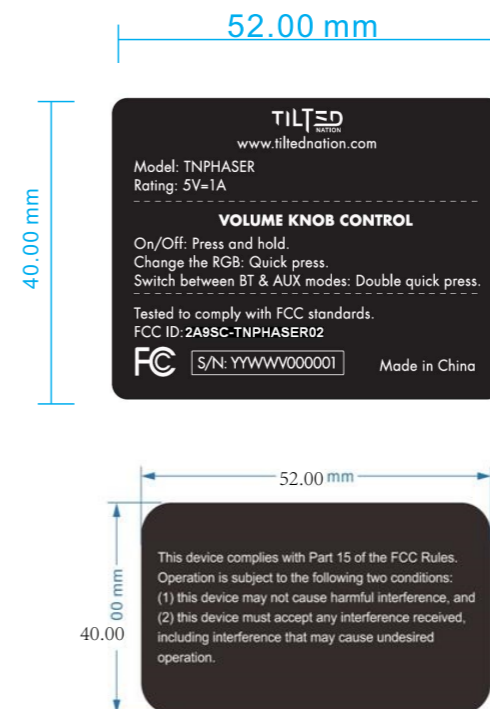 52.00 mm
40.00 mm
TILTED
NATION
www.tiltednation.com
Model: TNPHASER
Rating: 5V=1A
VOLUME KNOB CONTROL
On/Off: Press and hold.
Change the RGB: Quick press.
Switch between BT & AUX modes: Double quick press.
Tested to comply with FCC standards.
FCC ID:2A9SC-TNPHASER02
FC S/N: YYWWV000001 Made in China
52.00 mm
40.00 mm
This device complies with Part 15 of the FCC Rules.
Operation is subject to the following two conditions:
(1) this device may not cause harmful interference, and
(2) this device must accept any interference received,
including interference that may cause undesired
operation.